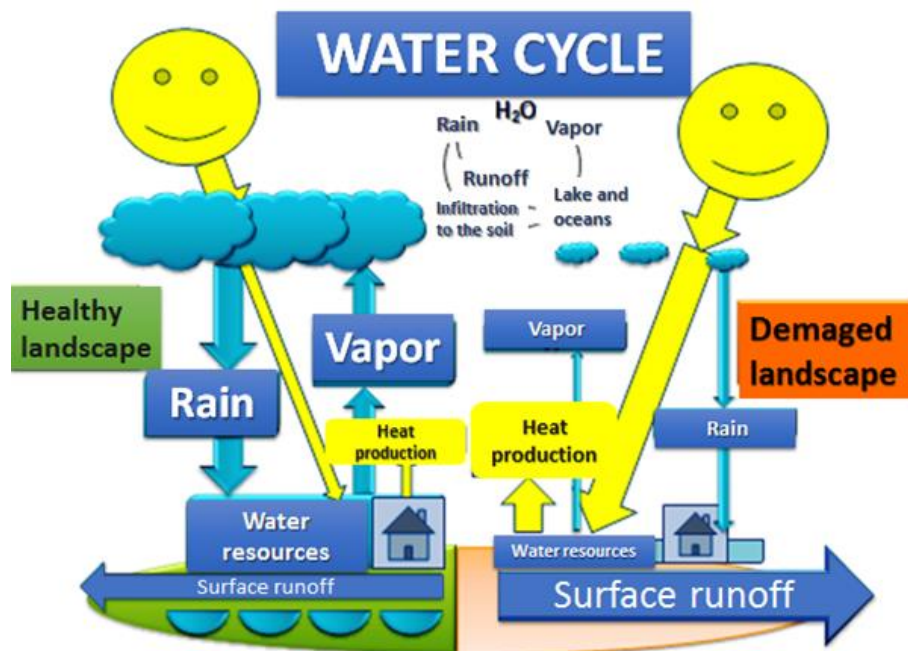 WATER CYCLE
H₂O
Rain
Vapor
Runoff
Infiltration
to the soil
Lake and
oceans
Healthy
landscape
Rain
Vapor
Heat
production
Water
resources
Surface runoff
Demaged
landscape
Vapor
Heat
production
Rain
Water resources
Surface runoff